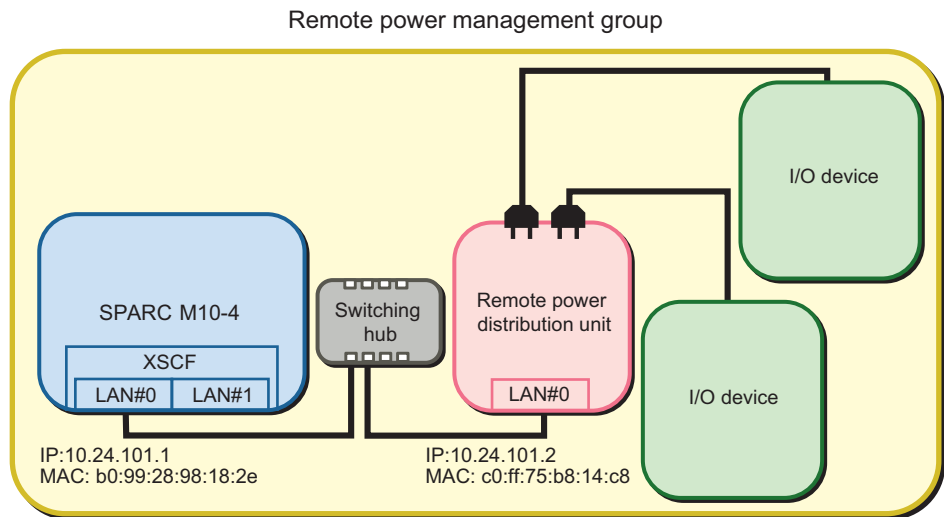 Remote power management group
I/O device
SPARC M10-4
XSCF
LAN#0
LAN#1
Switching
hub
Remote power
distribution unit
LAN#0
I/O device
IP:10.24.101.1
MAC: b0:99:28:98:18:2e
IP:10.24.101.2
MAC: c0:ff:75:b8:14:c8